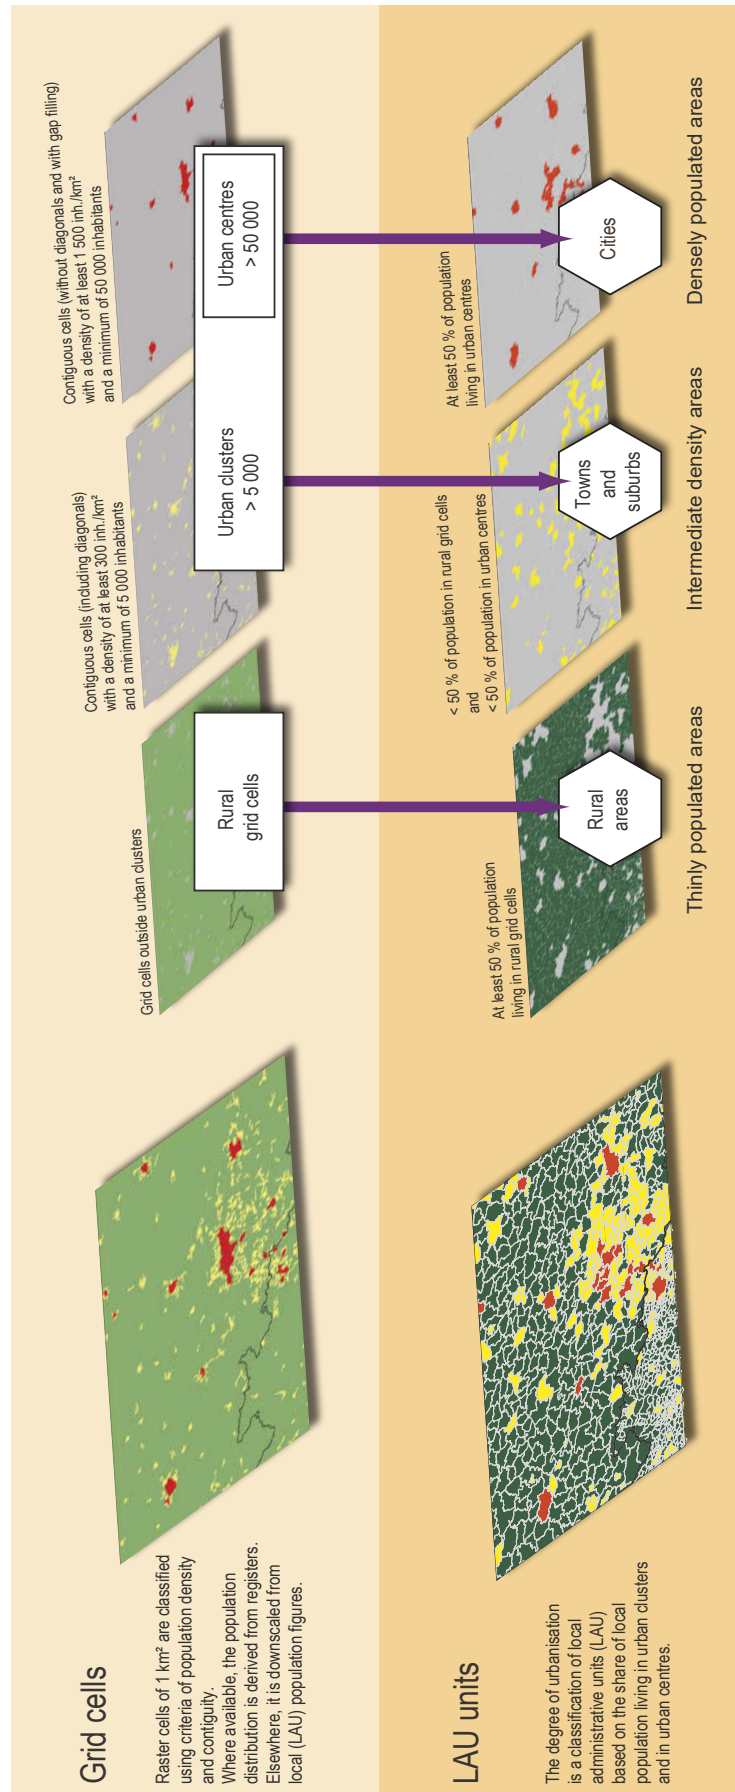 Grid cells
Raster cells of 1 km² are classified
using criteria of population density
and contiguity.
Where available, the population
distribution is derived from registers.
Elsewhere, it is downscaled from
local (LAU) population figures.
Grid cells outside urban clusters
Rural
grid cells
Contiguous cells (including diagonals)
with a density of at least 300 inh./km²
and a minimum of 5 000 inhabitants
Urban clusters
> 5 000
Contiguous cells (without diagonals and with gap filling)
with a density of at least 1 500 inh./km²
and a minimum of 50 000 inhabitants
Urban centres
> 50 000
LAU units
The degree of urbanisation
is a classification of local
administrative units (LAU)
based on the share of local
population living in urban clusters
and in urban centres.
At least 50 % of population
living in rural grid cells
Rural
areas
Thinly populated areas
< 50 % of population in rural grid cells
and
< 50 % of population in urban centres
Towns
and
suburbs
Intermediate density areas
At least 50 % of population
living in urban centres
Cities
Densely populated areas